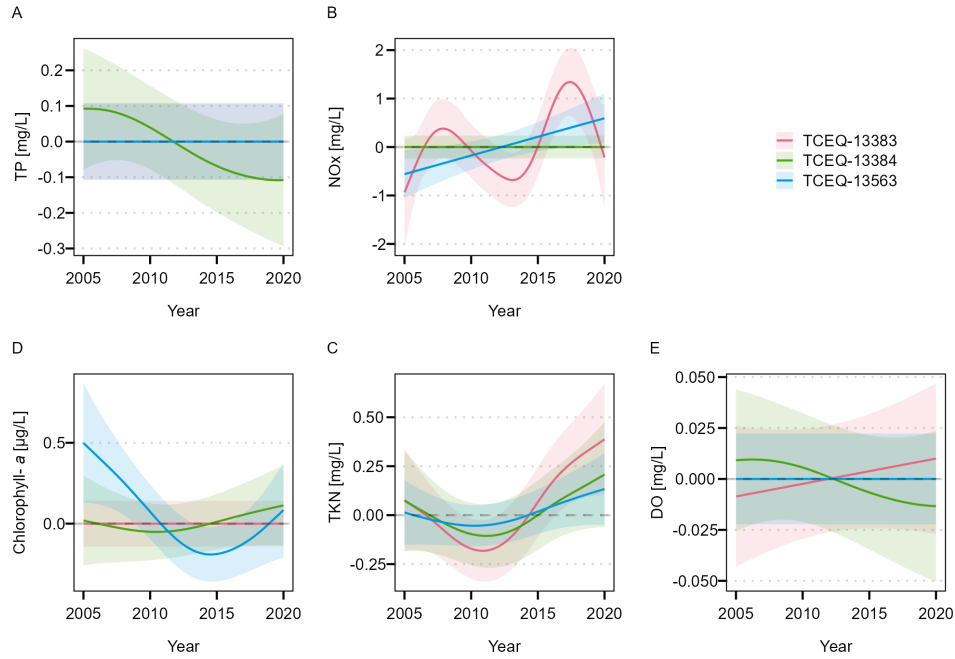 A
TP [mg/L]
0.2
0.1
0.0
-0.1
-0.2
-0.3
2005 2010 2015 2020
Year
B
NOx [mg/L]
2
1
0
-1
-2
2005 2010 2015 2020
Year
TCEQ-13383
TCEQ-13384
TCEQ-13563
D
Chlorophyll- a [µg/L]
0.5
0.0
2005 2010 2015 2020
Year
C
TKN [mg/L]
0.50
0.25
0.00
-0.25
2005 2010 2015 2020
Year
E
DO [mg/L]
0.050
0.025
0.000
-0.025
-0.050
2005 2010 2015 2020
Year